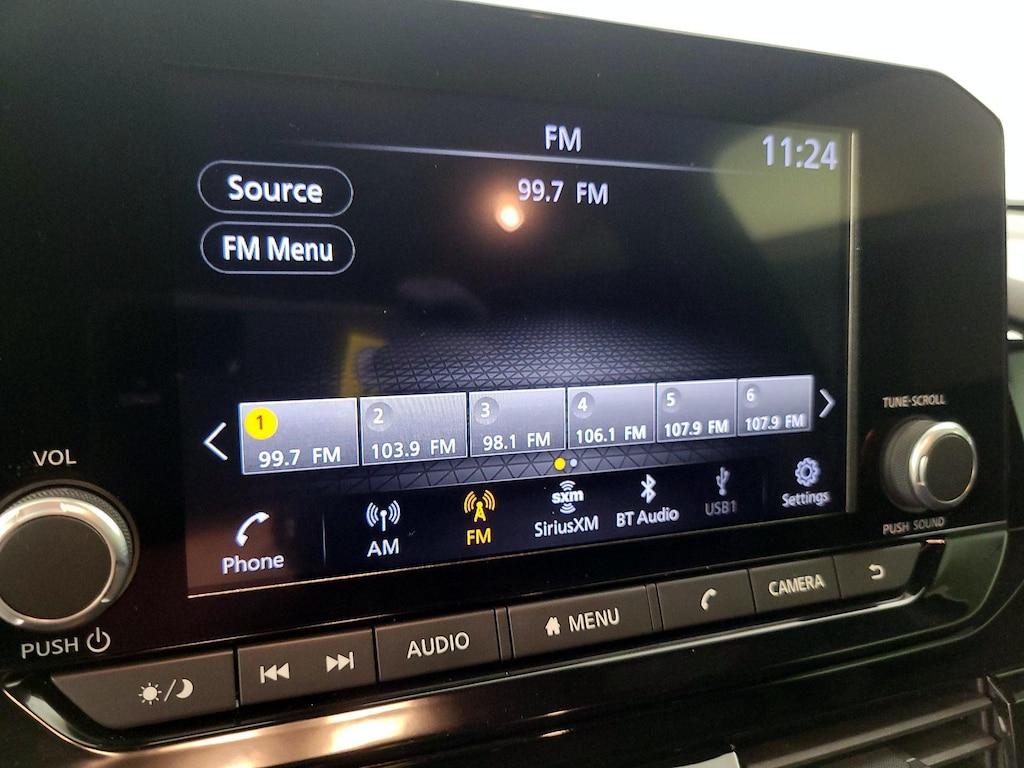 FM
11:24
Source
99.7 FM
FM Menu
1
99.7 FM
2
103.9 FM
3
98.1 FM
4
106.1 FM
5
107.9 FM
6
107.9 FM
TUNE·SCROLL
PUSH SOUND
VOL
PUSH
Phone
AM
FM
sxm
SiriusXM
BT Audio
USB1
Settings
AUDIO
MENU
CAMERA